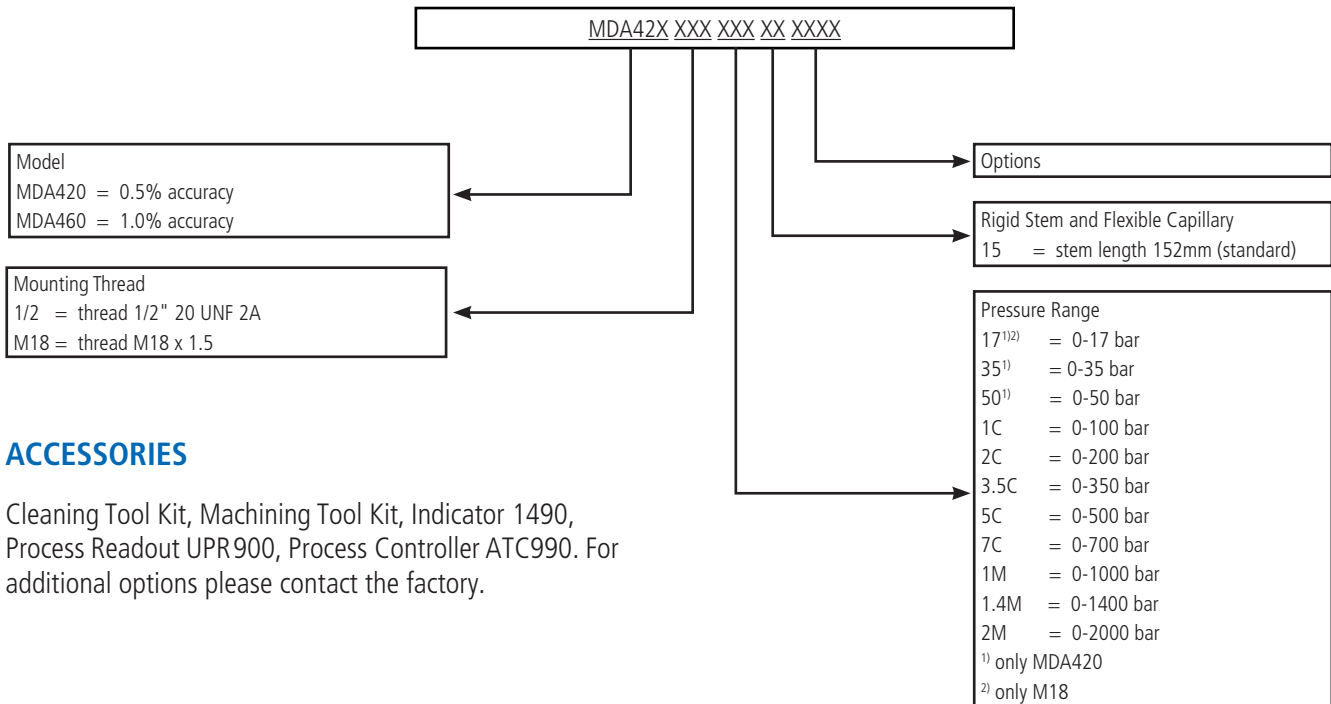 MDA42X XXX XXX XX XXXX
Model
MDA420 = 0.5% accuracy
MDA460 = 1.0% accuracy
Mounting Thread
1/2 = thread 1/2" 20 UNF 2A
M18 = thread M18 x 1.5
Options
Rigid Stem and Flexible Capillary
15 = stem length 152mm (standard)
Pressure Range
17¹⁾²⁾ = 0-17 bar
35¹⁾ = 0-35 bar
50¹⁾ = 0-50 bar
1C = 0-100 bar
2C = 0-200 bar
3.5C = 0-350 bar
5C = 0-500 bar
7C = 0-700 bar
1M = 0-1000 bar
1.4M = 0-1400 bar
2M = 0-2000 bar
¹⁾ only MDA420
²⁾ only M18
ACCESSORIES
Cleaning Tool Kit, Machining Tool Kit, Indicator 1490,
Process Readout UPR900, Process Controller ATC990. For
additional options please contact the factory.